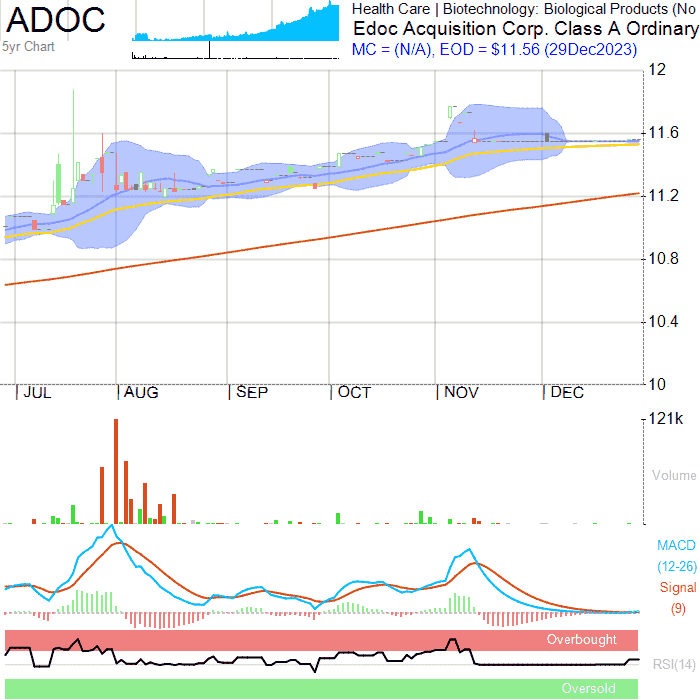 ADOC
5yr Chart
Health Care | Biotechnology: Biological Products (No
Edoc Acquisition Corp. Class A Ordinary
MC = (N/A), EOD = $11.56 (29Dec2023)
12
11.6
11.2
10.8
10.4
10
JUL AUG SEP OCT NOV DEC
121k
Volume
MACD
(12-26)
Signal
(9)
Overbought
RSI(14)
Oversold